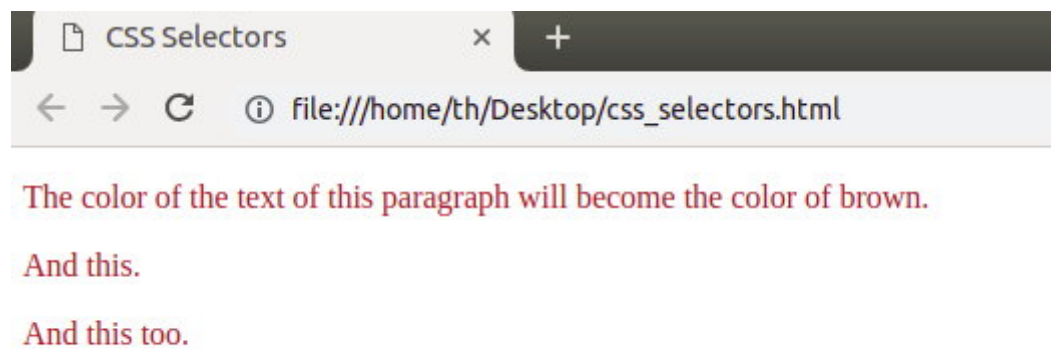 CSS Selectors
file:///home/th/Desktop/css_selectors.html
The color of the text of this paragraph will become the color of brown.
And this.
And this too.